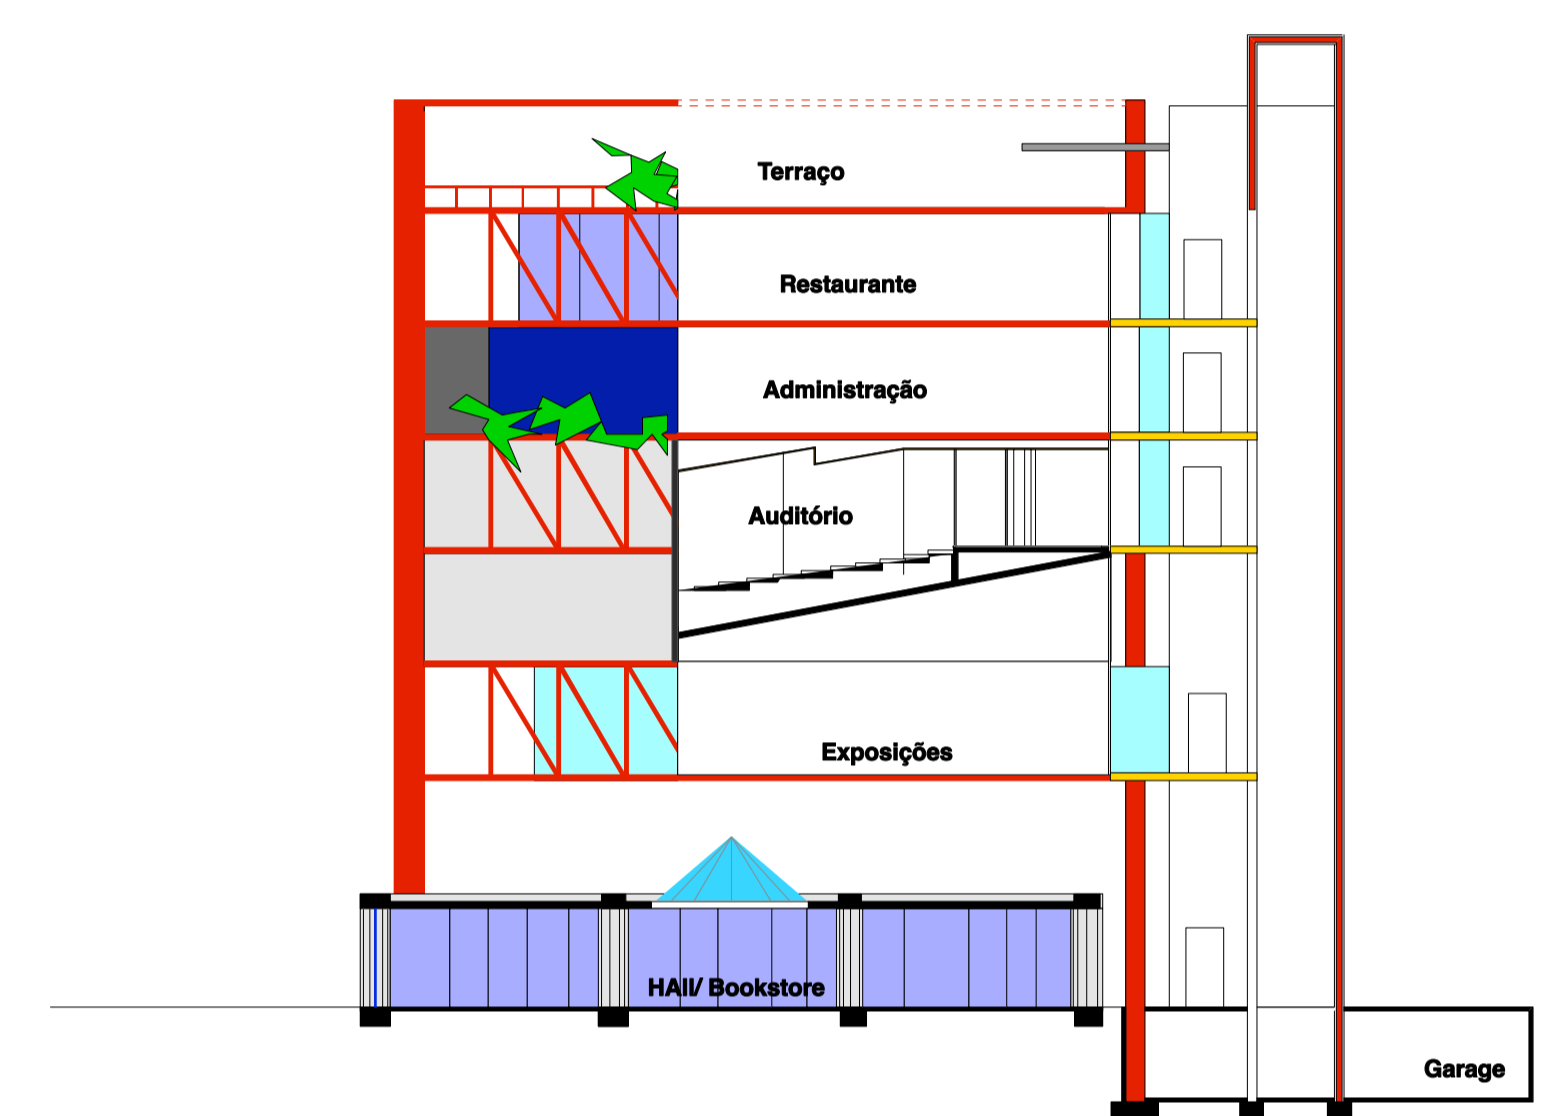 Terraço
Restaurante
Administração
Auditório
Exposições
HAll/ Bookstore
Garage